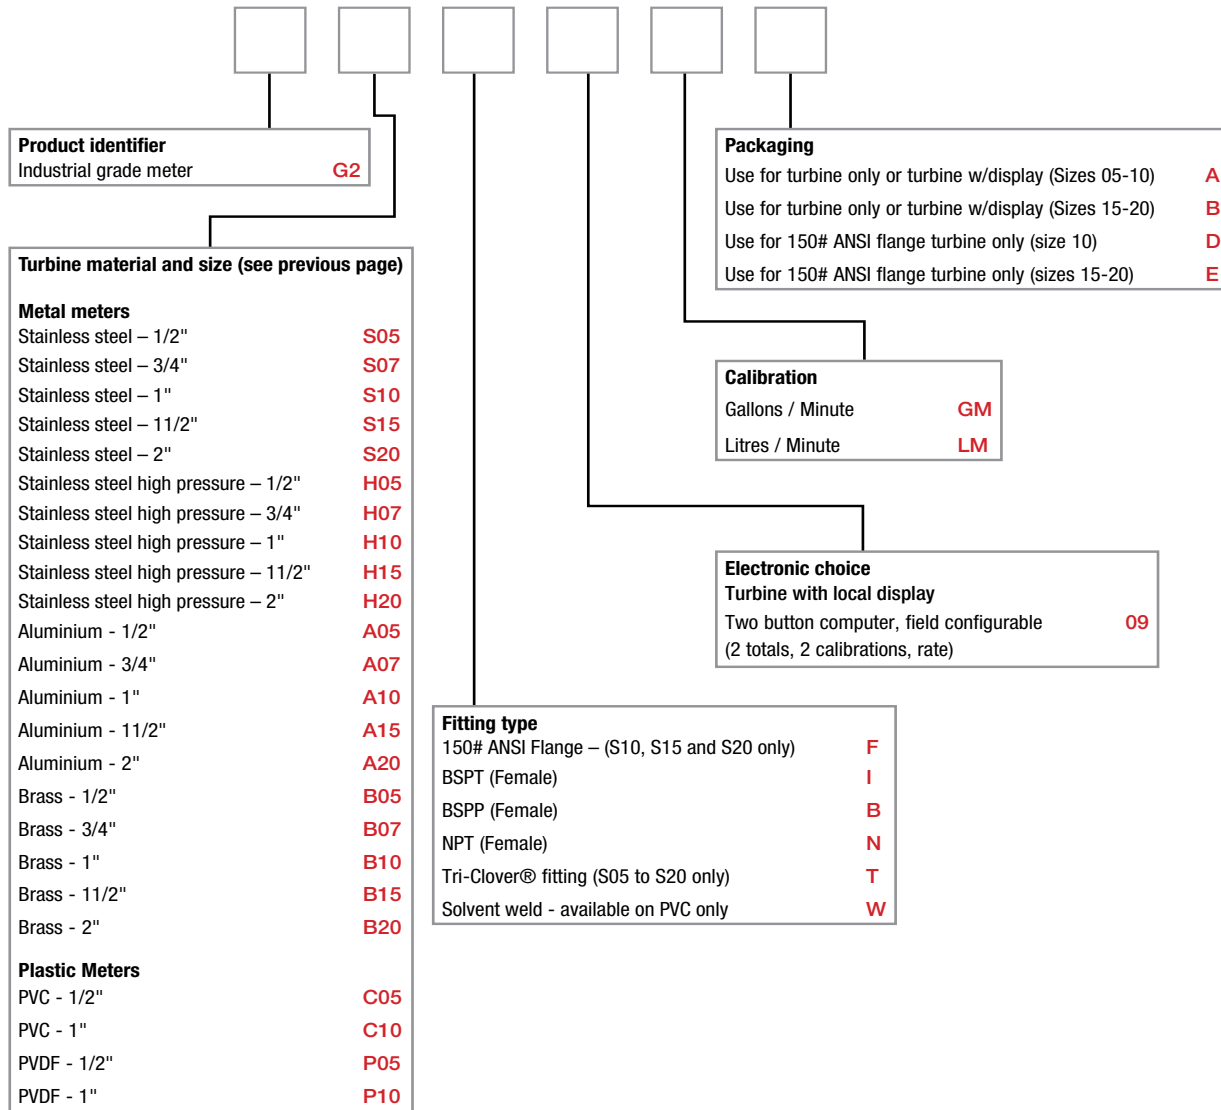 Product identifier
Industrial grade meter G2
Turbine material and size (see previous page)
Metal meters
Stainless steel – 1/2" S05
Stainless steel – 3/4" S07
Stainless steel – 1" S10
Stainless steel – 11/2" S15
Stainless steel – 2" S20
Stainless steel high pressure – 1/2" H05
Stainless steel high pressure – 3/4" H07
Stainless steel high pressure – 1" H10
Stainless steel high pressure – 11/2" H15
Stainless steel high pressure – 2" H20
Aluminium - 1/2" A05
Aluminium - 3/4" A07
Aluminium - 1" A10
Aluminium - 11/2" A15
Aluminium - 2" A20
Brass - 1/2" B05
Brass - 3/4" B07
Brass - 1" B10
Brass - 11/2" B15
Brass - 2" B20
Plastic Meters
PVC - 1/2" C05
PVC - 1" C10
PVDF - 1/2" P05
PVDF - 1" P10
Fitting type
150# ANSI Flange – (S10, S15 and S20 only) F
BSPT (Female) I
BSPP (Female) B
NPT (Female) N
Tri-Clover® fitting (S05 to S20 only) T
Solvent weld - available on PVC only W
Electronic choice
Turbine with local display
Two button computer, field configurable 09
(2 totals, 2 calibrations, rate)
Calibration
Gallons / Minute GM
Litres / Minute LM
Packaging
Use for turbine only or turbine w/display (Sizes 05-10) A
Use for turbine only or turbine w/display (Sizes 15-20) B
Use for 150# ANSI flange turbine only (size 10) D
Use for 150# ANSI flange turbine only (sizes 15-20) E